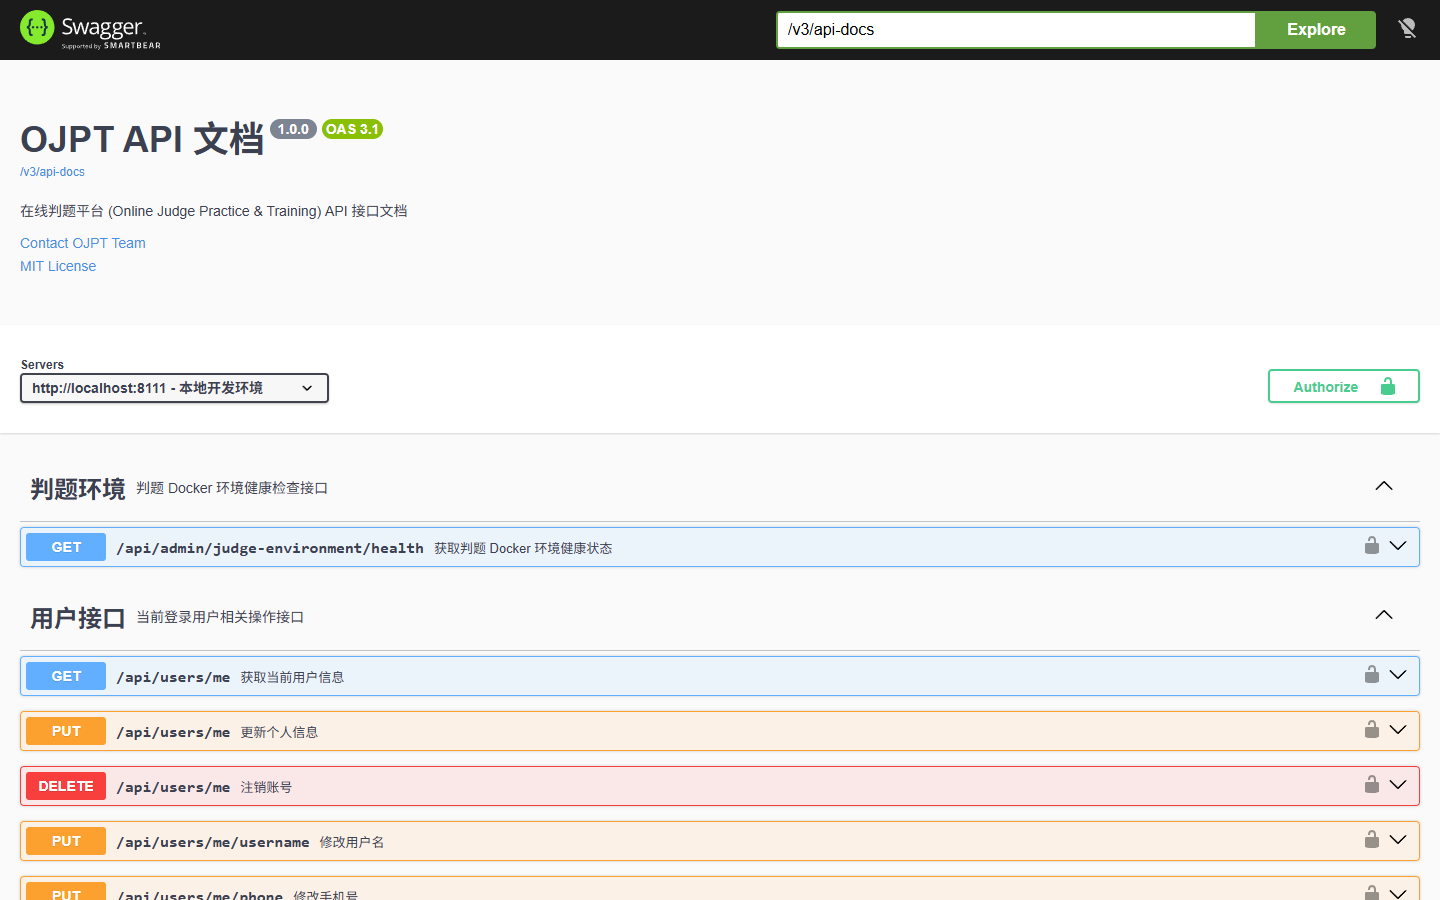 Swagger
Supported by SMARTBEAR
/v3/api-docs
Explore
OJPT API 文档 1.0.0 OAS 3.1
/v3/api-docs
在线判题平台 (Online Judge Practice & Training) API 接口文档
Contact OJPT Team
MIT License
Servers
http://localhost:8111 - 本地开发环境
Authorize
判题环境 判题 Docker 环境健康检查接口
GET /api/admin/judge-environment/health 获取判题 Docker 环境健康状态
用户接口 当前登录用户相关操作接口
GET /api/users/me 获取当前用户信息
PUT /api/users/me 更新个人信息
DELETE /api/users/me 注销账号
PUT /api/users/me/username 修改用户名
PUT /api/users/me/phone 修改手机号